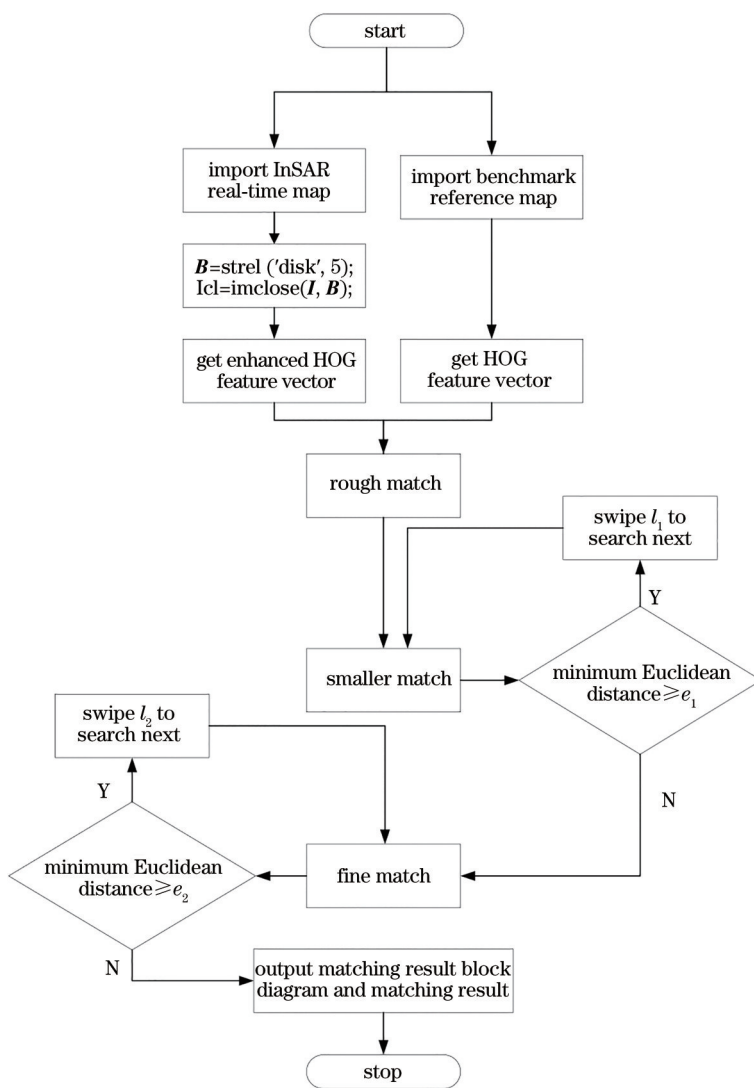 start
import InSAR
real-time map
import benchmark
reference map
B=strel ('disk', 5);
Icl=imclose(I, B);
get enhanced HOG
feature vector
get HOG
feature vector
rough match
swipe l₁ to
search next
Y
smaller match
minimum Euclidean
distance⩾e₁
N
swipe l₂ to
search next
Y
minimum Euclidean
distance⩾e₂
fine match
N
output matching result block
diagram and matching result
stop